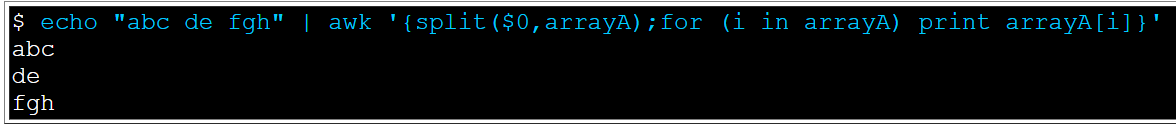 $ echo "abc de fgh" | awk '{split($0,arrayA);for (i in arrayA) print arrayA[i]}'
abc
de
fgh